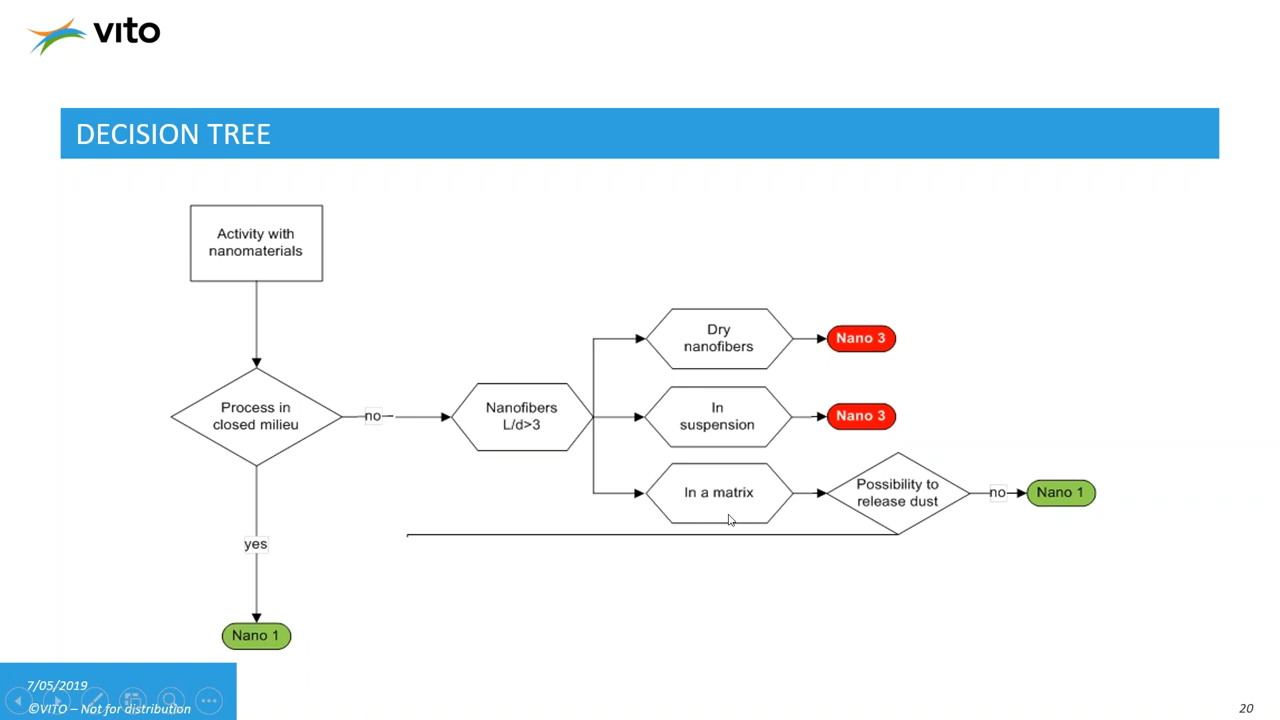 vito
DECISION TREE
Activity with
nanomaterials
Process in
closed milieu
no
Nanofibers
L/d>3
Dry
nanofibers
Nano 3
In
suspension
Nano 3
In a matrix
Possibility to
release dust
no
Nano 1
yes
Nano 1
7/05/2019
©VITO – Not for distribution
20